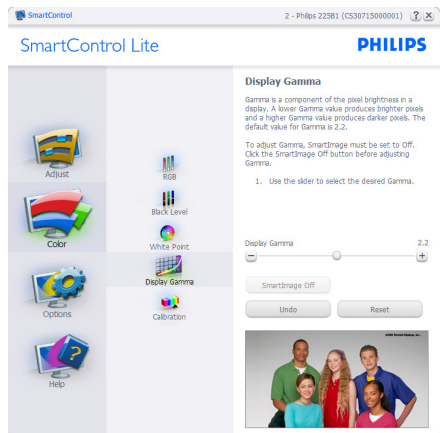 SmartControl
2 - Philips 225B1 (CS30715000001)
SmartControl Lite
PHILIPS
Adjust
Color
Options
Help
RGB
Black Level
White Point
Display Gamma
Calibration
Display Gamma
Gamma is a component of the pixel brightness in a
display. A lower Gamma value produces brighter pixels
and a higher Gamma value produces darker pixels. The
default value for Gamma is 2.2.
To adjust Gamma, SmartImage must be set to Off.
Click the SmartImage Off button before adjusting
Gamma.
1. Use the slider to select the desired Gamma.
Display Gamma
2.2
SmartImage Off
Undo
Reset